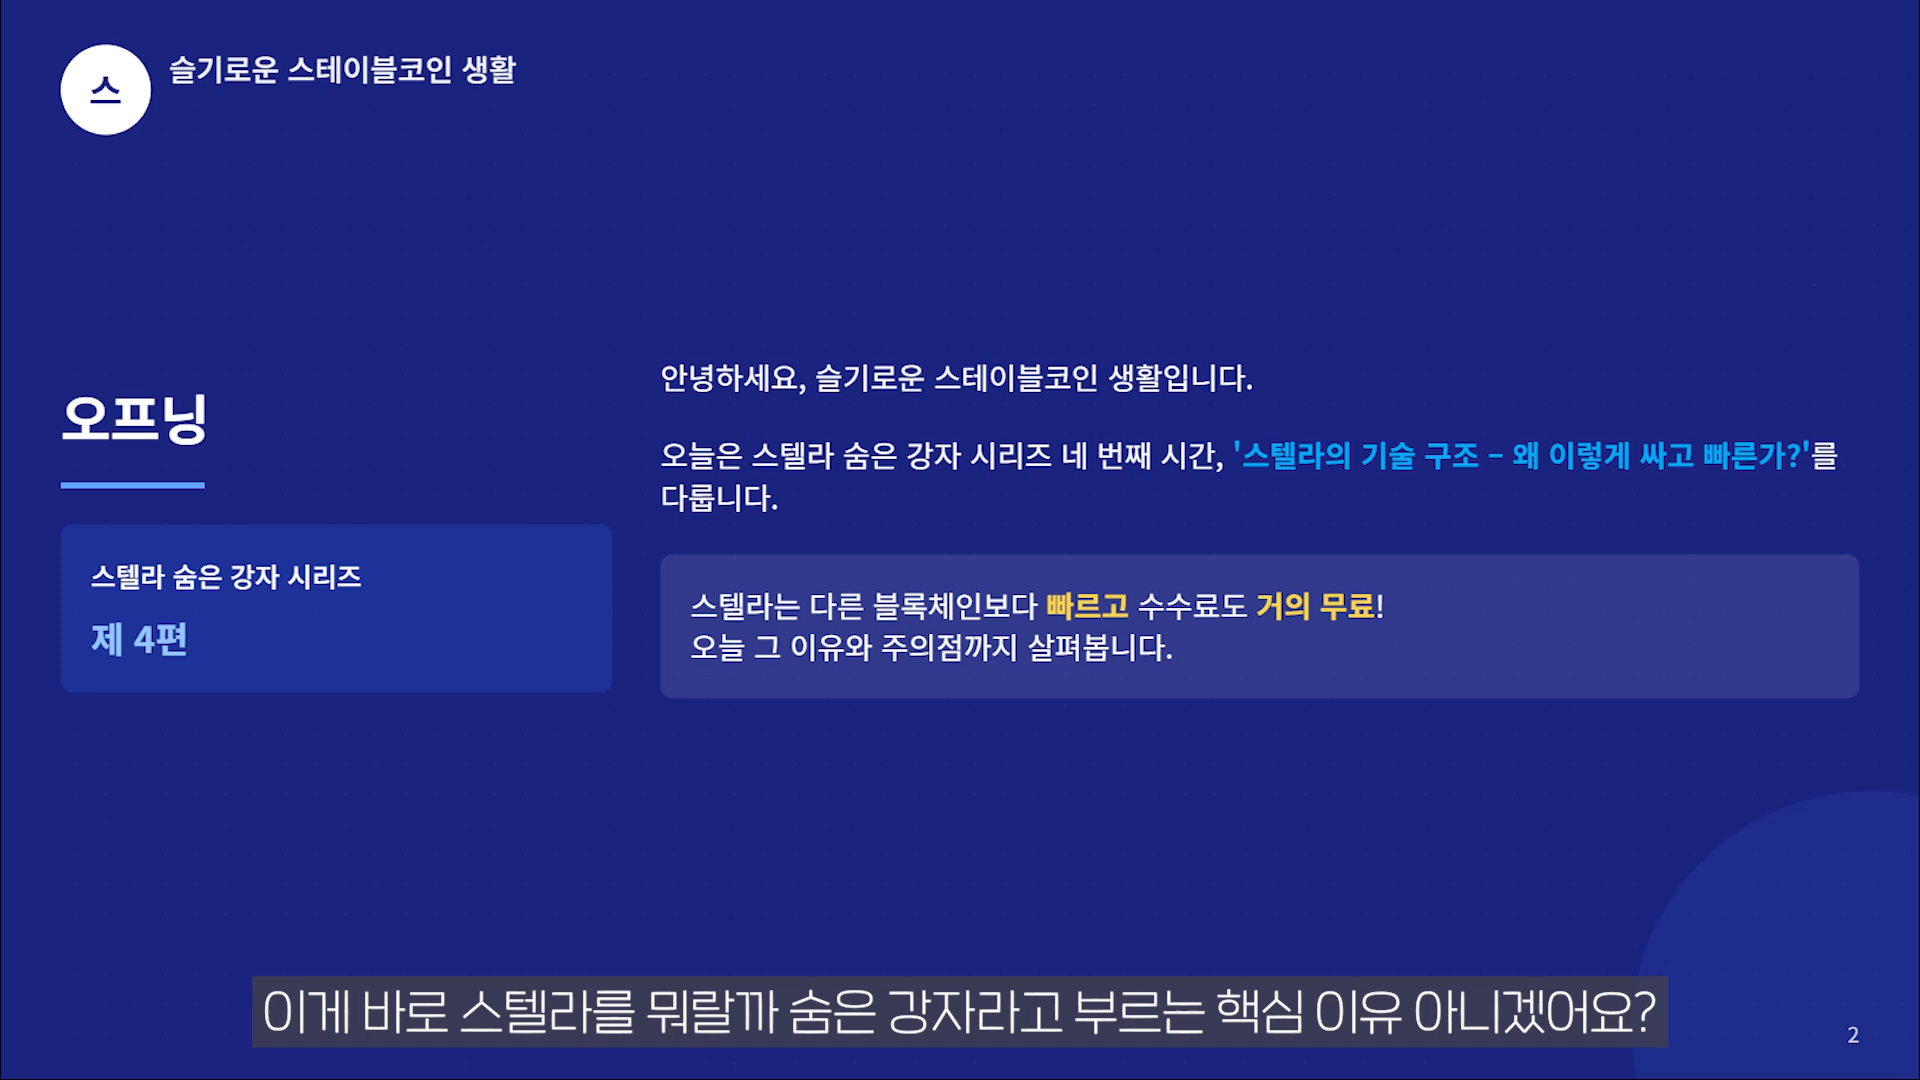 스
슬기로운 스테이블코인 생활
오프닝
스텔라 숨은 강자 시리즈
제 4편
안녕하세요, 슬기로운 스테이블코인 생활입니다.
오늘은 스텔라 숨은 강자 시리즈 네 번째 시간, '스텔라의 기술 구조 – 왜 이렇게 싸고 빠른가?'를
다룹니다.
스텔라는 다른 블록체인보다 빠르고 수수료도 거의 무료!
오늘 그 이유와 주의점까지 살펴봅니다.
이게 바로 스텔라를 뭐랄까 숨은 강자라고 부르는 핵심 이유 아니겠어요?
2